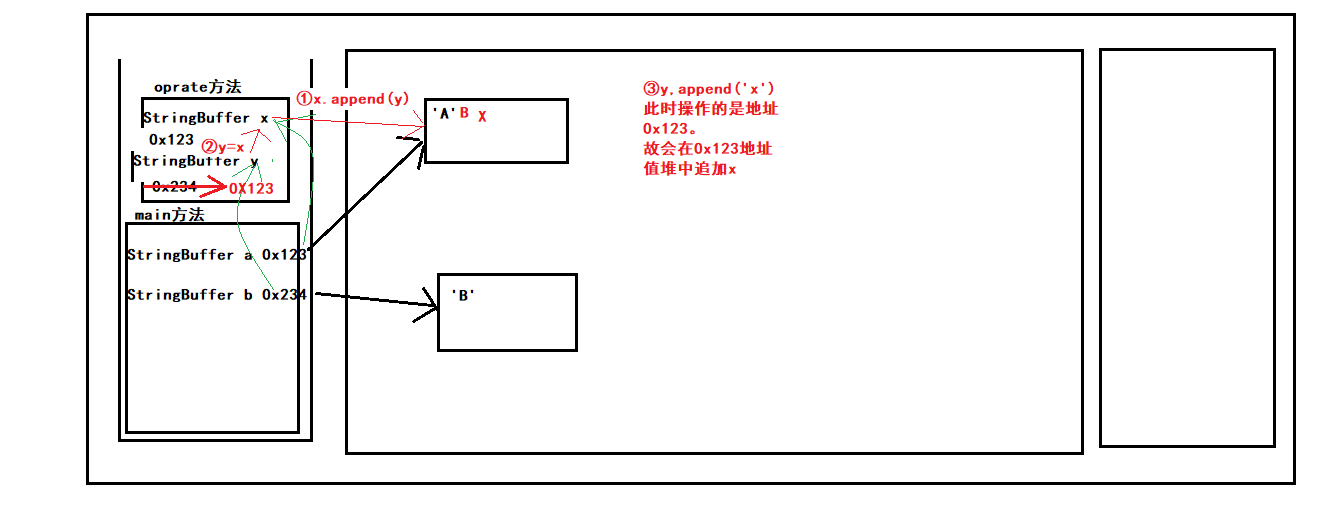 oprate方法
①x.append(y)
StringBuffer x
0x123
②y=x
StringBuffer y
0x234 0X123
main方法
StringBuffer a 0x123
StringBuffer b 0x234
'A' B X
'B'
③y,append('x')
此时操作的是地址
0x123。
故会在0x123地址
值堆中追加x